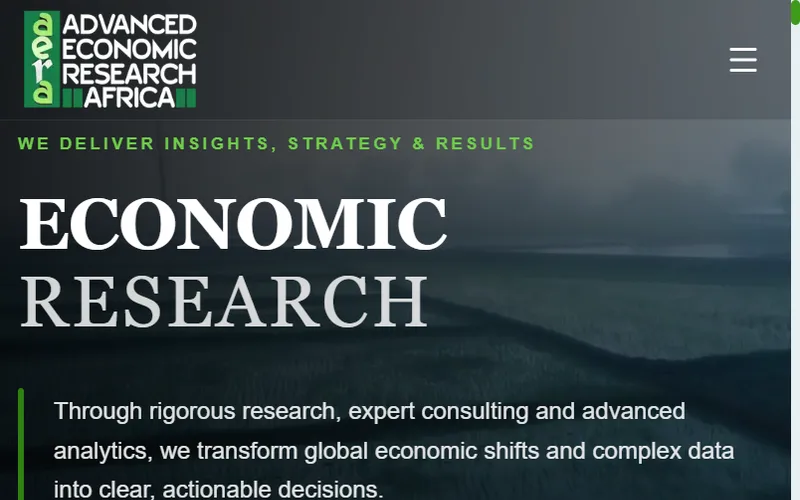 aera
ADVANCED
ECONOMIC
RESEARCH
AFRICA
WE DELIVER INSIGHTS, STRATEGY & RESULTS
ECONOMIC
RESEARCH
Through rigorous research, expert consulting and advanced
analytics, we transform global economic shifts and complex data
into clear, actionable decisions.